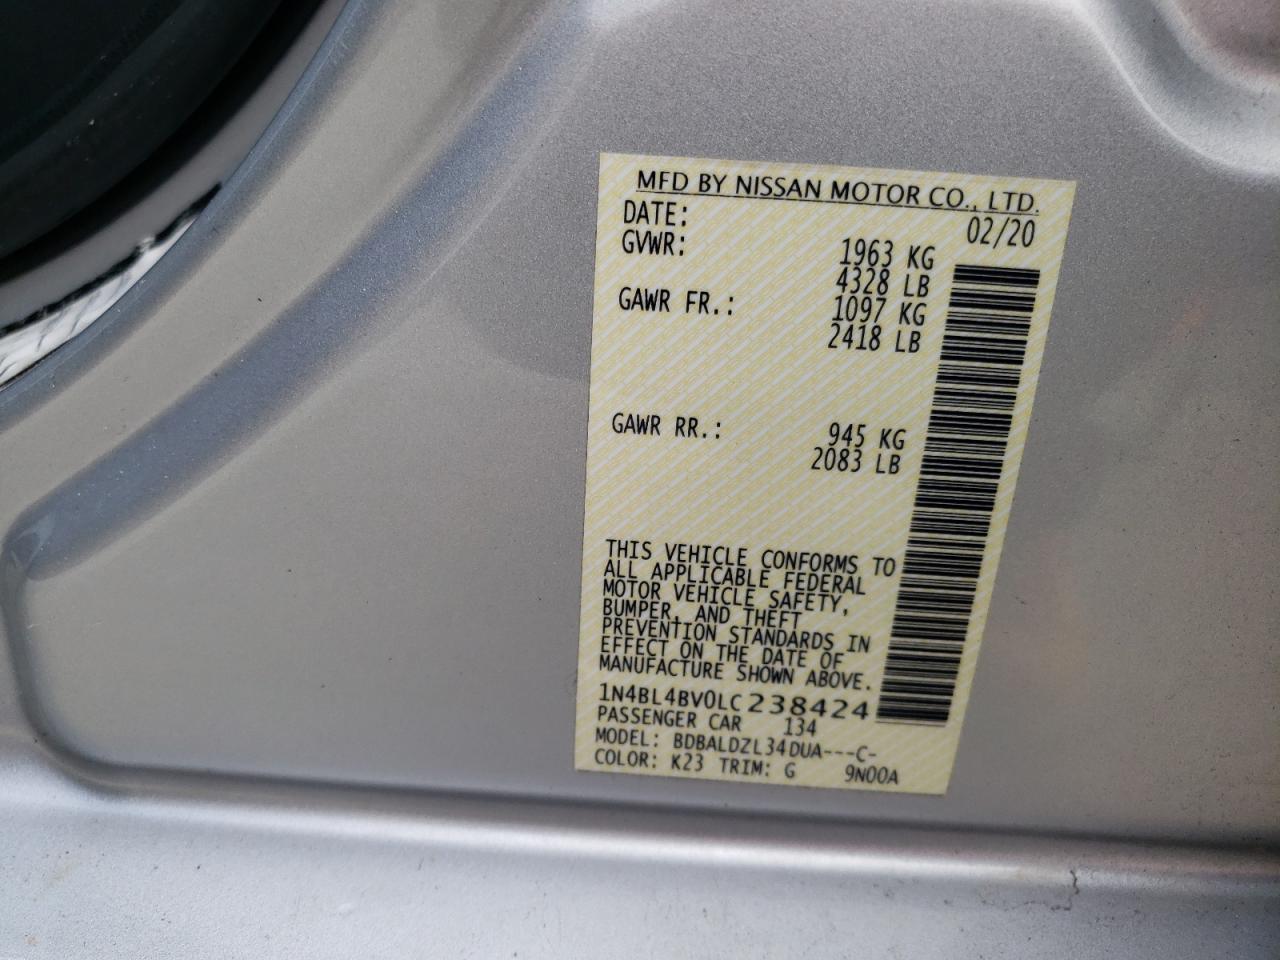 MFD BY NISSAN MOTOR CO., LTD.
DATE: 02/20
GVWR: 1963 KG
4328 LB
GAWR FR.: 1097 KG
2418 LB
GAWR RR.: 945 KG
2083 LB
THIS VEHICLE CONFORMS TO
ALL APPLICABLE FEDERAL
MOTOR VEHICLE SAFETY,
BUMPER, AND THEFT
PREVENTION STANDARDS IN
EFFECT ON THE DATE OF
MANUFACTURE SHOWN ABOVE.
1N4BL4BV0LC238424
PASSENGER CAR 134
MODEL: BDBALDZL34DUA---C-
COLOR: K23 TRIM: G 9N00A